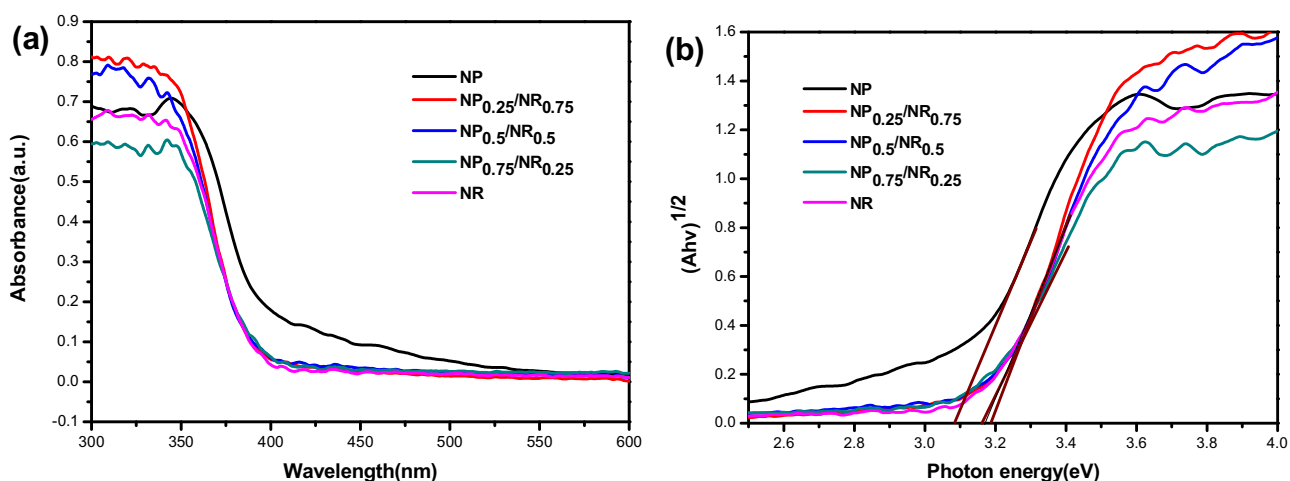 (a)
Absorbance(a.u.)
0.9
0.8
0.7
0.6
0.5
0.4
0.3
0.2
0.1
0.0
-0.1
300 350 400 450 500 550 600
Wavelength(nm)
NP
NP0.25/NR0.75
NP0.5/NR0.5
NP0.75/NR0.25
NR
(b)
(Ahv)1/2
1.6
1.4
1.2
1.0
0.8
0.6
0.4
0.2
0.0
2.6 2.8 3.0 3.2 3.4 3.6 3.8 4.0
Photon energy(eV)
NP
NP0.25/NR0.75
NP0.5/NR0.5
NP0.75/NR0.25
NR